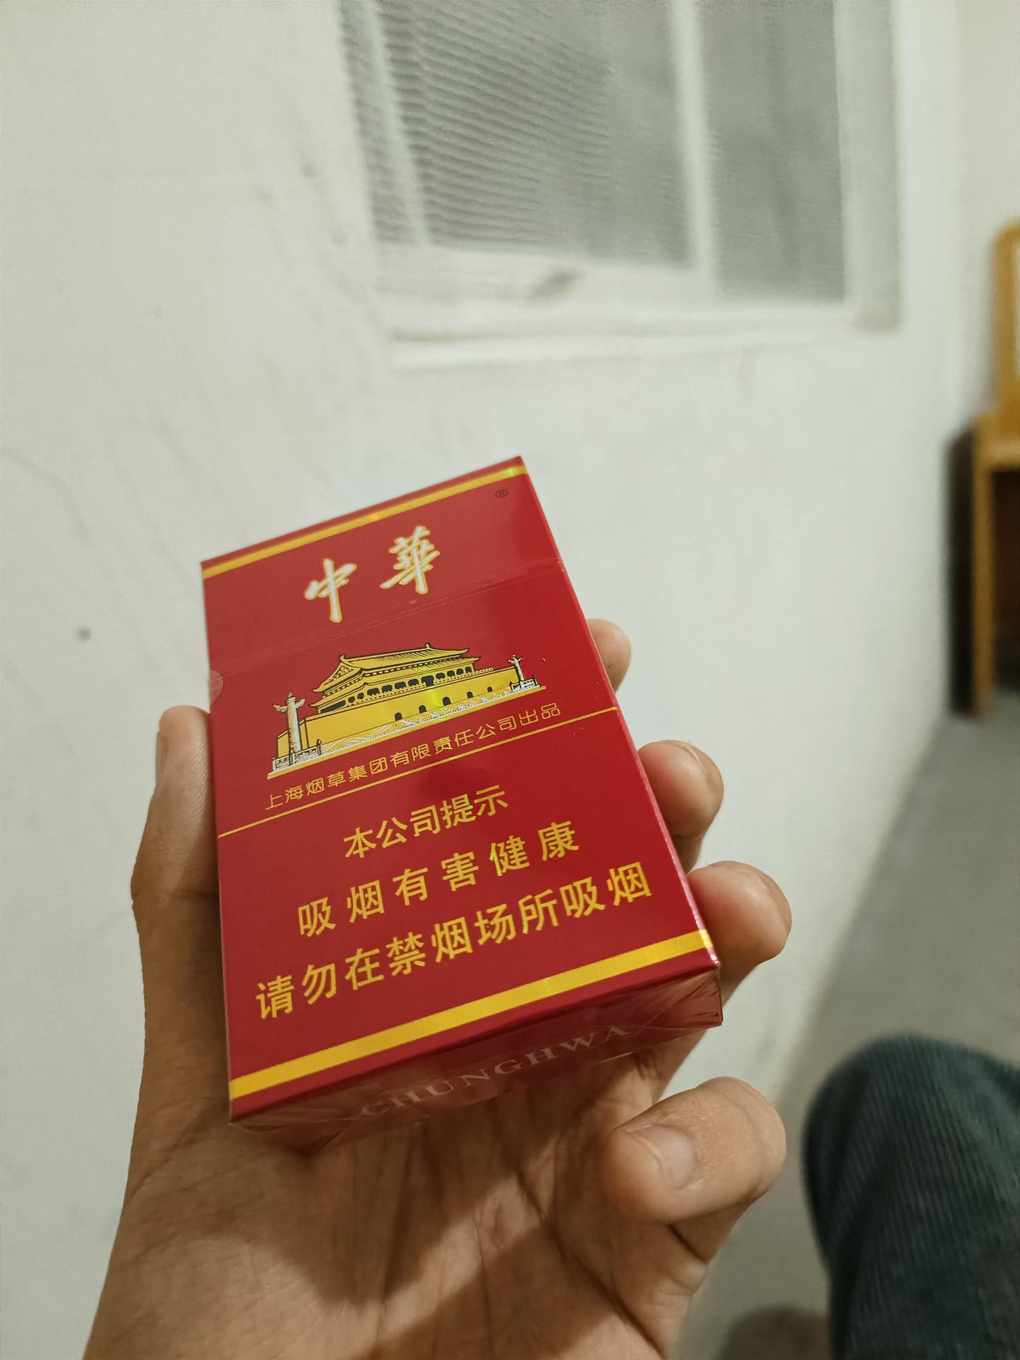 ®
中華
上海烟草集团有限责任公司出品
本公司提示
吸烟有害健康
请勿在禁烟场所吸烟
CHUNGHWA